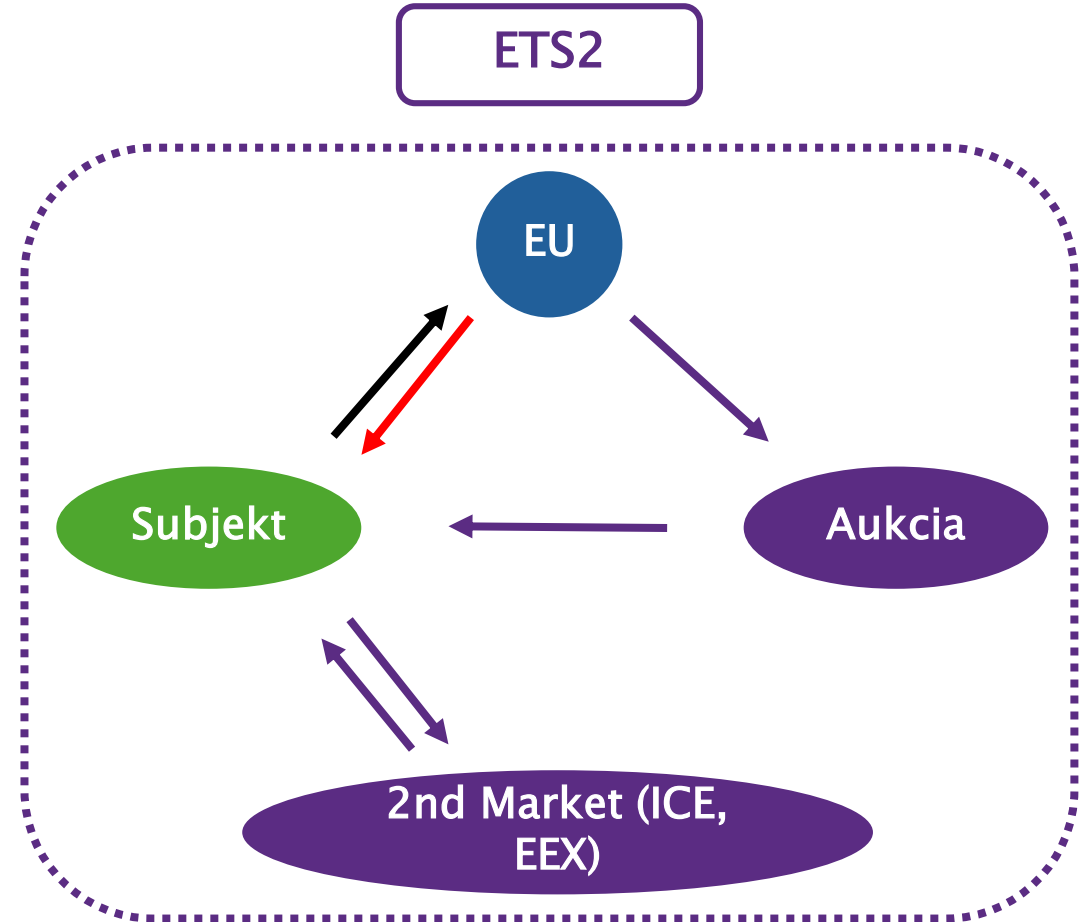 ETS2
EU
Subjekt
Aukcia
2nd Market (ICE,
EEX)